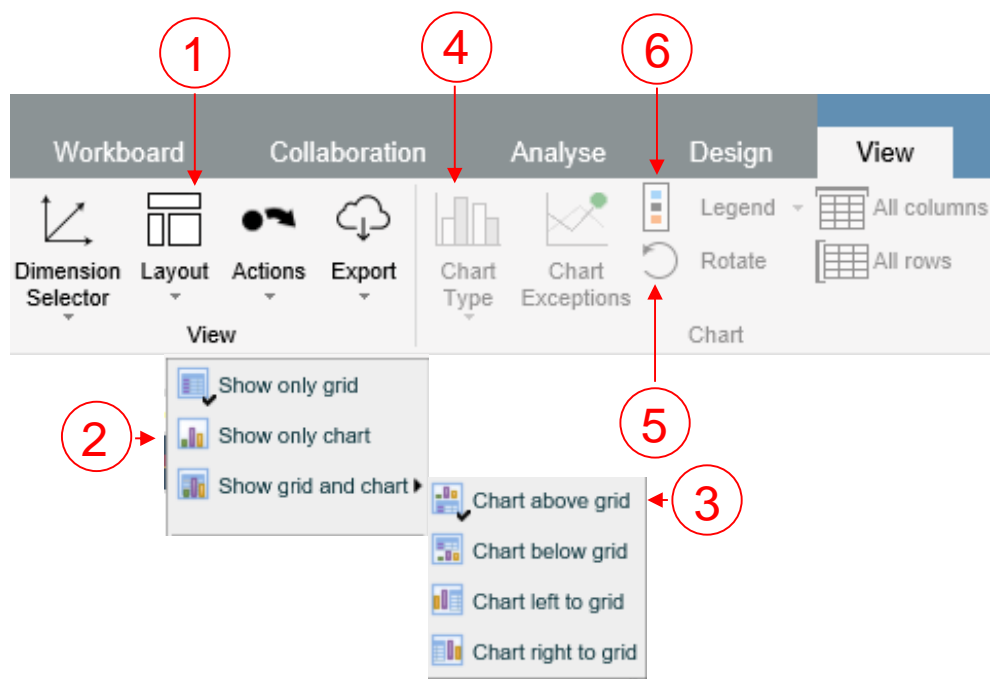 1
4
6
Workboard Collaboration Analyse Design View
Legend All columns
Dimension Selector Layout Actions Export Chart Type Chart Exceptions Rotate All rows
View Chart
Show only grid
2
Show only chart
5
Show grid and chart
Chart above grid
3
Chart below grid
Chart left to grid
Chart right to grid